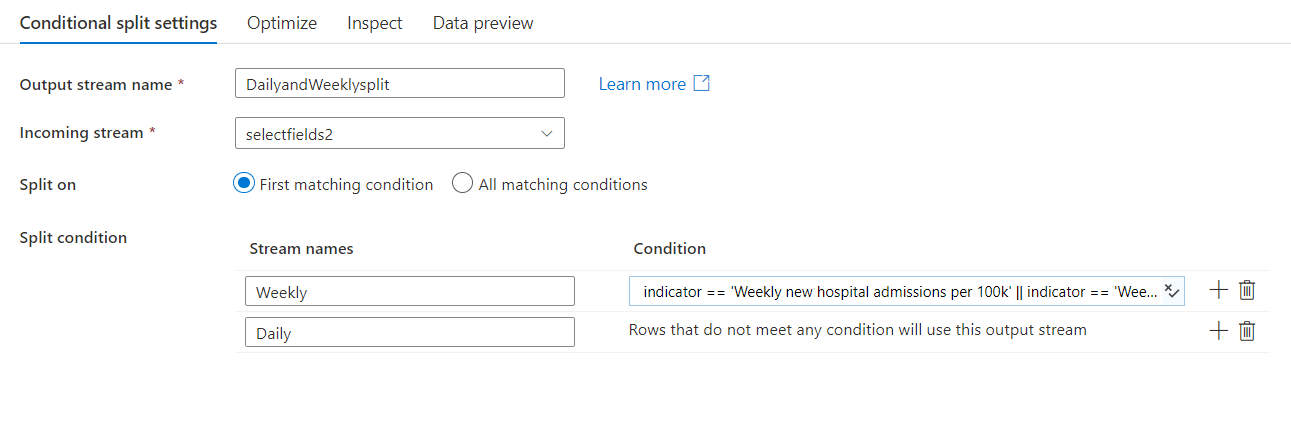 Conditional split settings Optimize Inspect Data preview
Output stream name * DailyandWeeklysplit Learn more
Incoming stream * selectfields2
Split on First matching condition All matching conditions
Split condition
Stream names Condition
Weekly indicator == 'Weekly new hospital admissions per 100k' || indicator == 'Wee...
Daily Rows that do not meet any condition will use this output stream